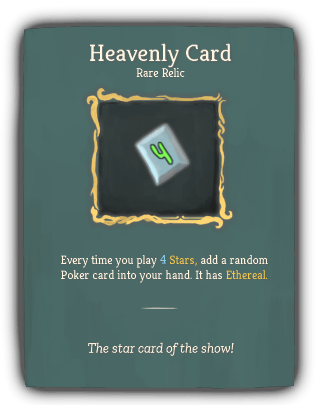 Heavenly Card
Rare Relic
4
Every time you play 4 Stars, add a random
Poker card into your hand. It has Ethereal.
The star card of the show!